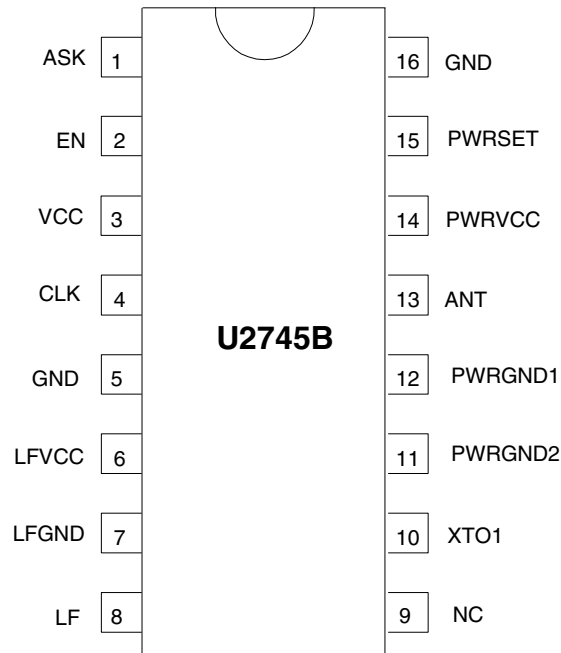 ASK 1 16 GND
EN 2 15 PWRSET
VCC 3 14 PWRVCC
CLK 4 13 ANT
U2745B
GND 5 12 PWRGND1
LFVCC 6 11 PWRGND2
LFGND 7 10 XTO1
LF 8 9 NC